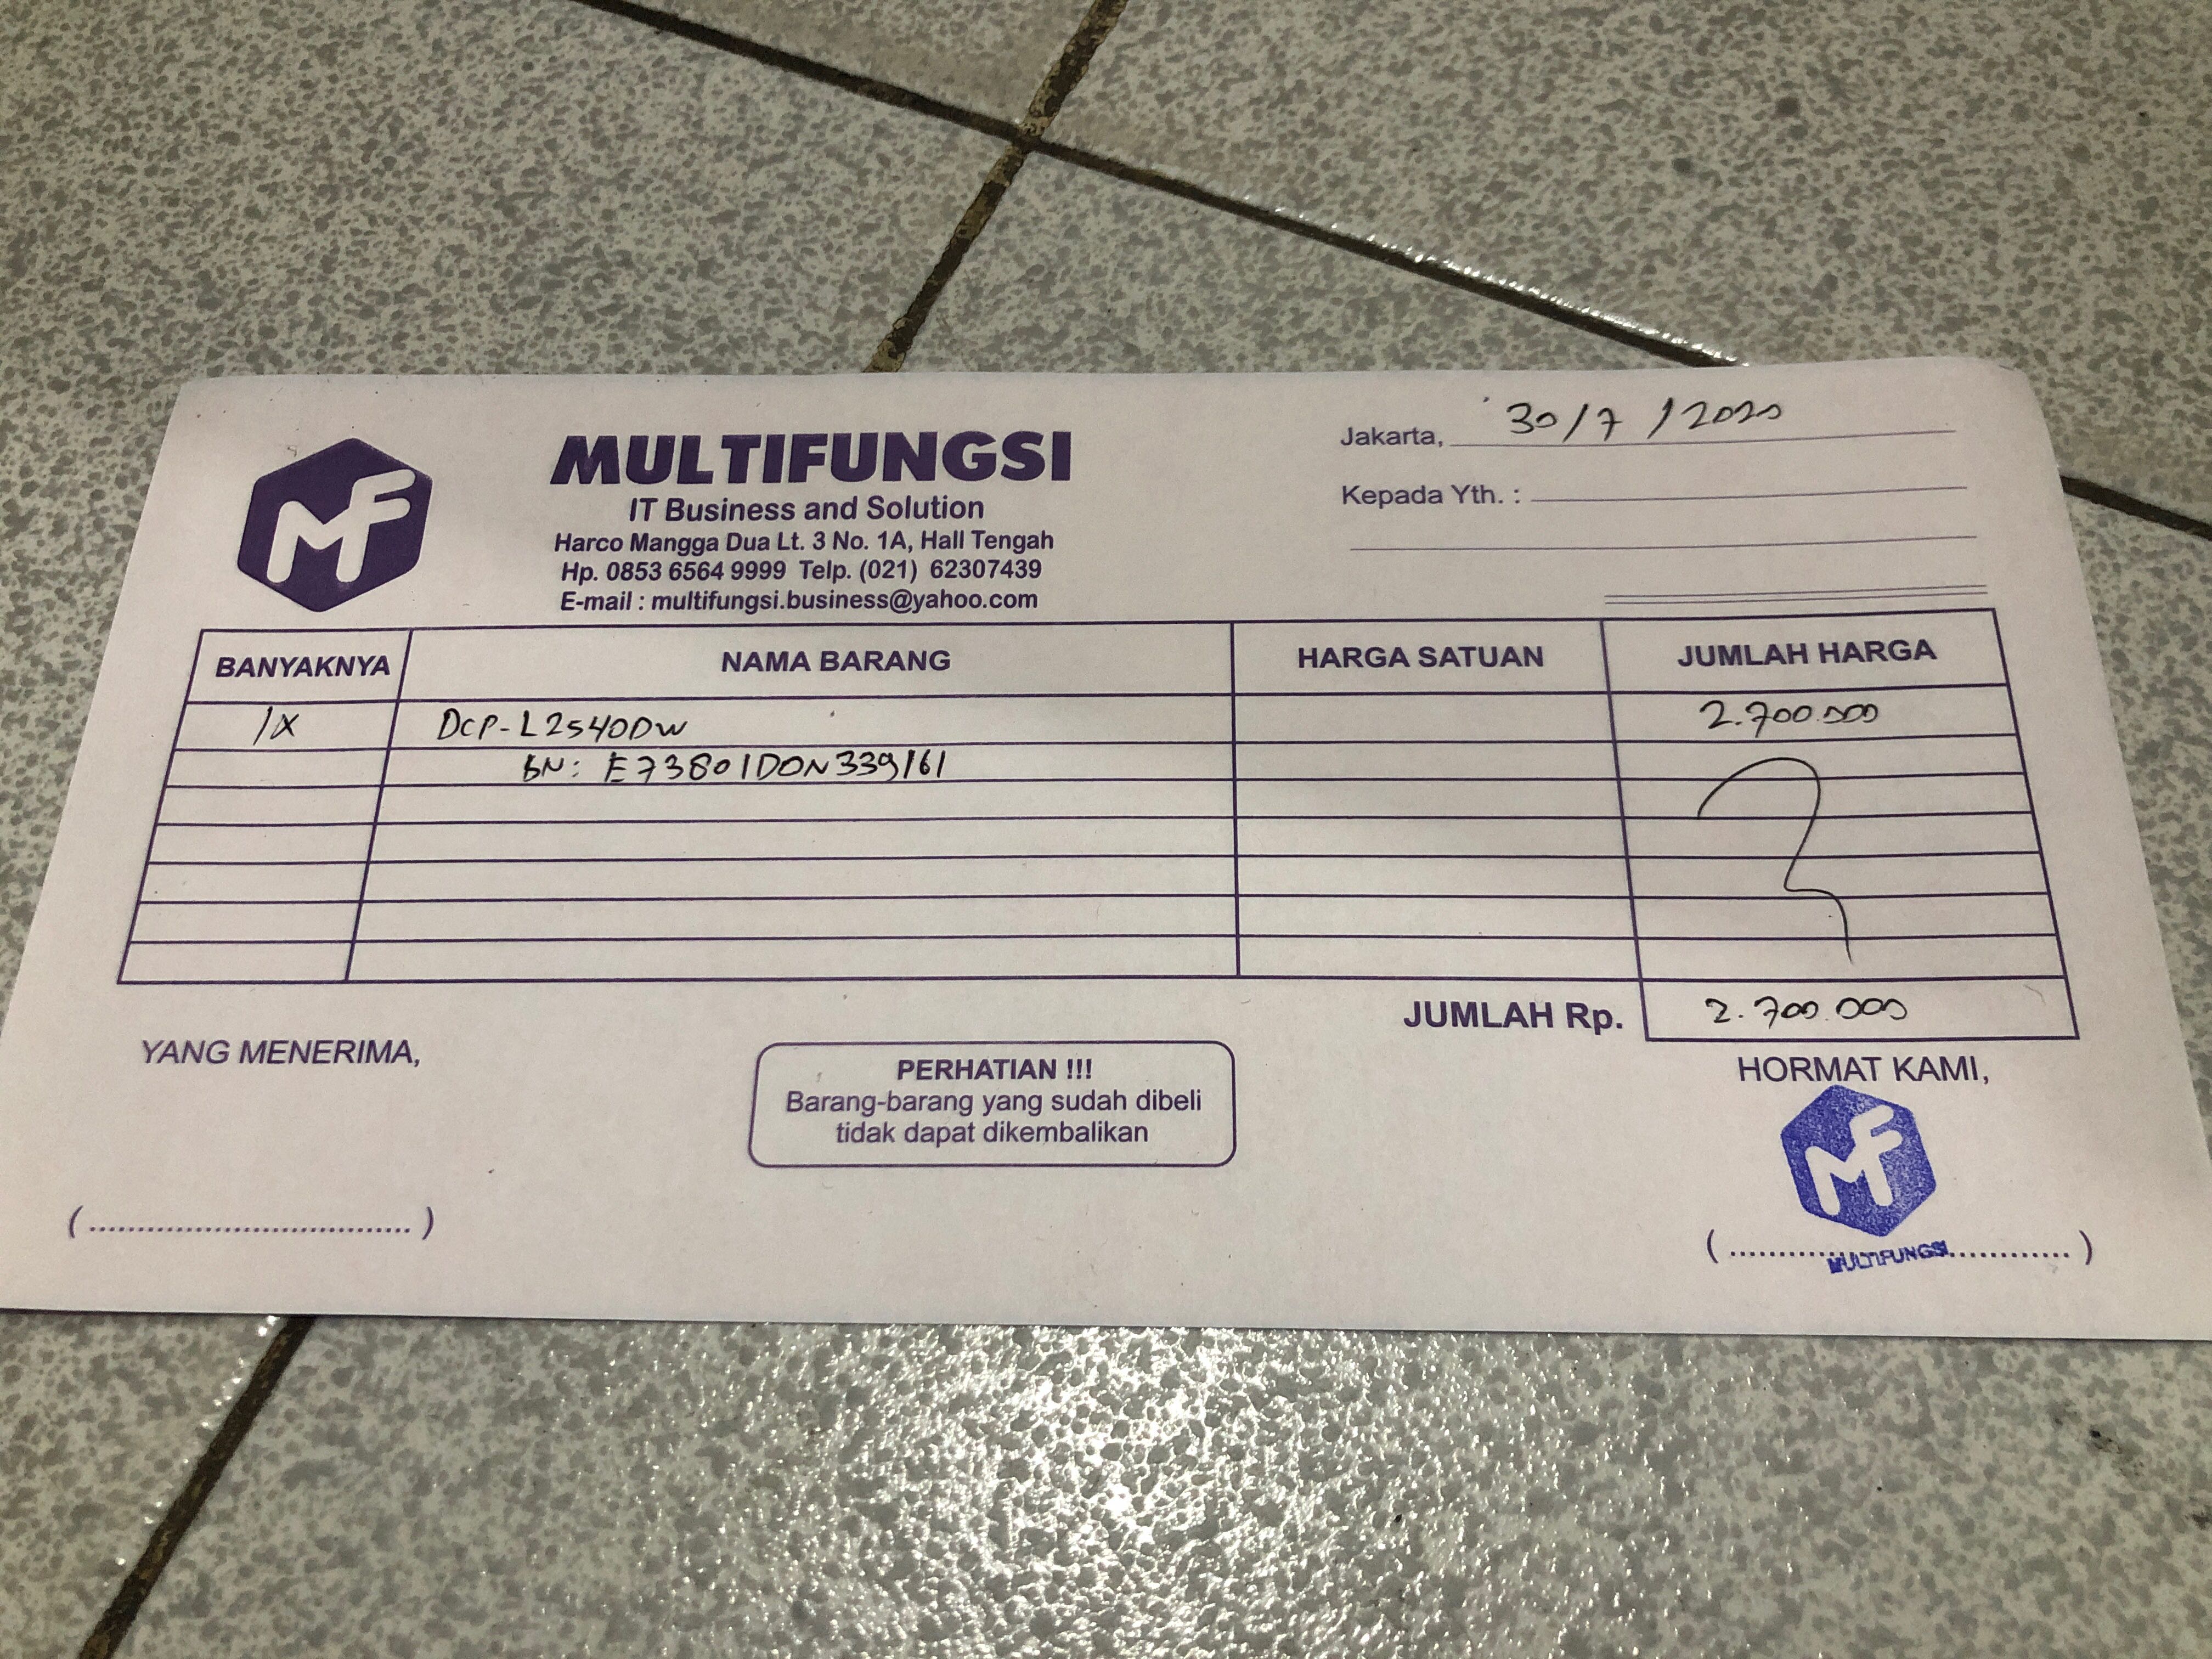 MF
MULTIFUNGSI
IT Business and Solution
Harco Mangga Dua Lt. 3 No. 1A, Hall Tengah
Hp. 0853 6564 9999 Telp. (021) 62307439
E-mail : multifungsi.business@yahoo.com
Jakarta, 30/7/2020
Kepada Yth. :
BANYAKNYA NAMA BARANG HARGA SATUAN JUMLAH HARGA
1X DCP-L2540DW 2.700.000
SN: E73801D0N339161
JUMLAH Rp. 2.700.000
YANG MENERIMA,
PERHATIAN !!!
Barang-barang yang sudah dibeli
tidak dapat dikembalikan
HORMAT KAMI,
MF
MULTIFUNGSI
(..................................)
(..................................)